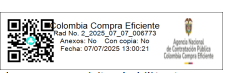 Colombia Compra Eficiente
Rad No. 2_2025_07_07_006773
Anexos: No Con copia: No
Fecha: 07/07/2025 13:00:21
Agencia Nacional
de Contratación Pública
Colombia Compra Eficiente